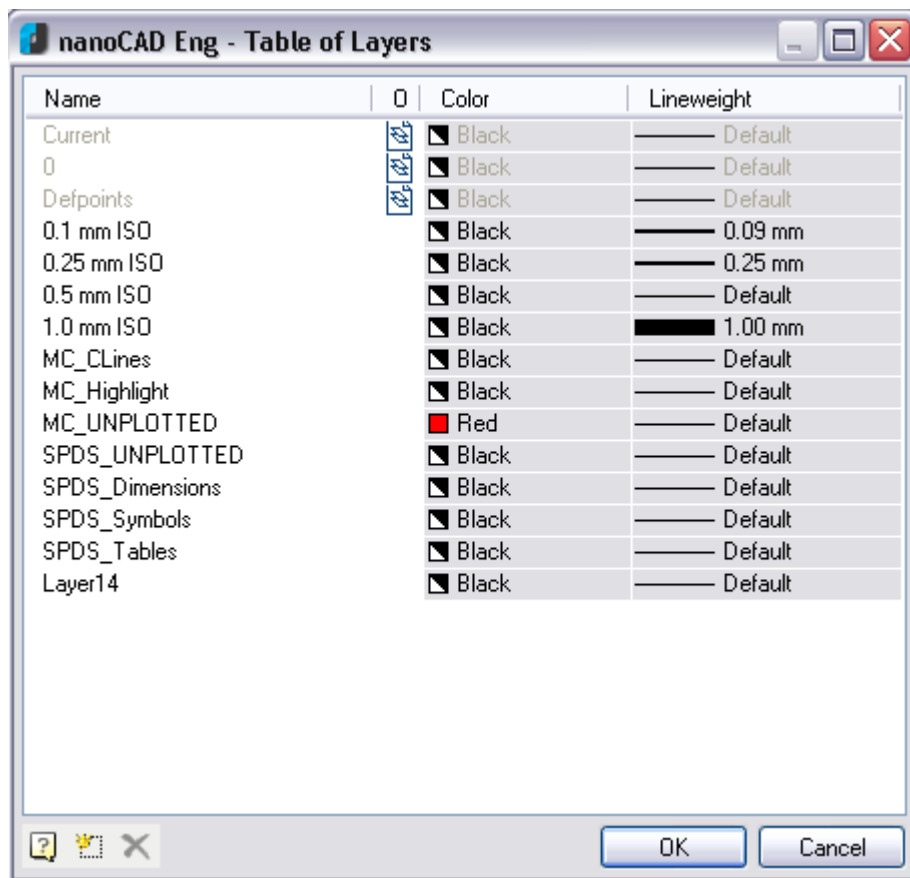 nanoCAD Eng - Table of Layers
Name O Color Lineweight
Current Black Default
0 Black Default
Defpoints Black Default
0.1 mm ISO Black 0.09 mm
0.25 mm ISO Black 0.25 mm
0.5 mm ISO Black Default
1.0 mm ISO Black 1.00 mm
MC_CLines Black Default
MC_Highlight Black Default
MC_UNPLOTTED Red Default
SPDS_UNPLOTTED Black Default
SPDS_Dimensions Black Default
SPDS_Symbols Black Default
SPDS_Tables Black Default
Layer14 Black Default
OK Cancel